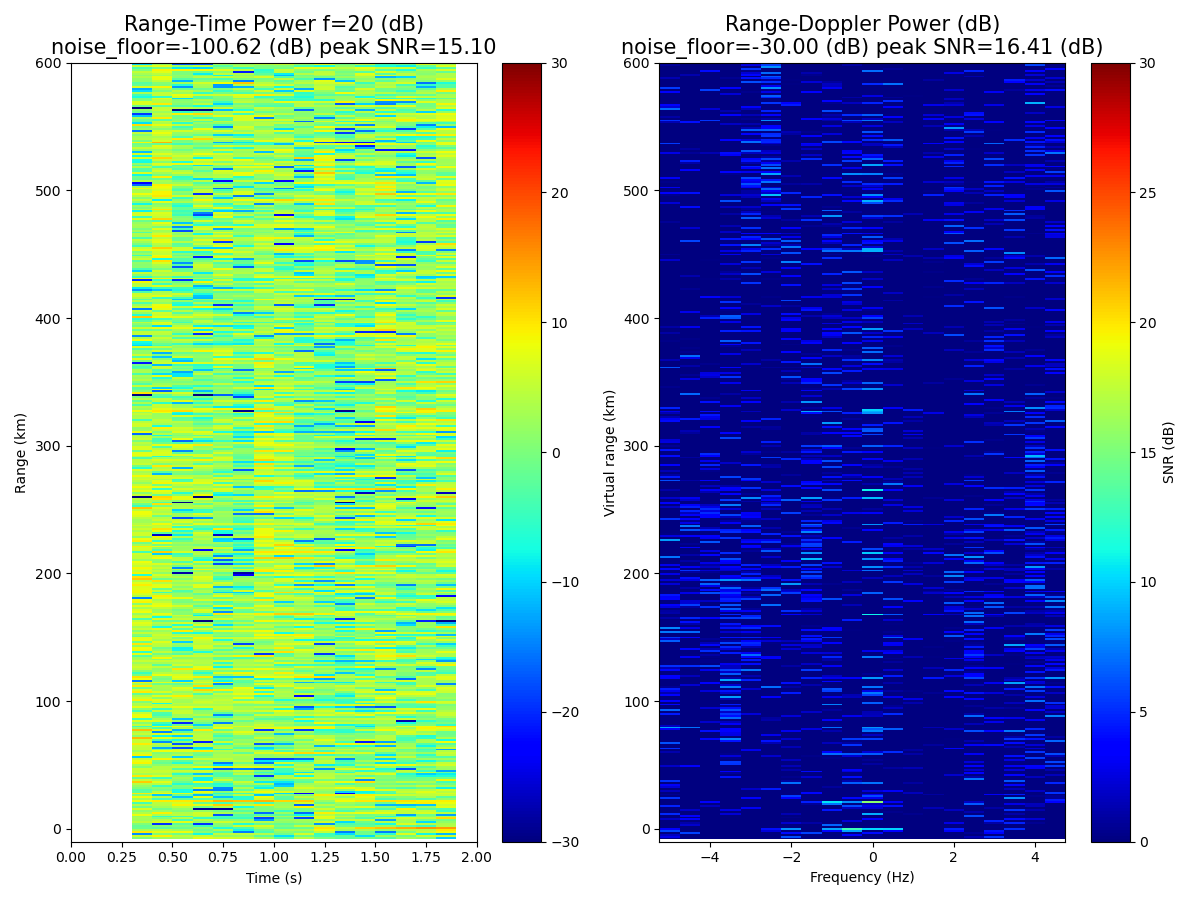 Range-Time Power f=20 (dB)
noise_floor=-100.62 (dB) peak SNR=15.10
Range (km)
600
500
400
300
200
100
0
0.00 0.25 0.50 0.75 1.00 1.25 1.50 1.75 2.00
Time (s)
30
20
10
0
−10
−20
−30
Range-Doppler Power (dB)
noise_floor=-30.00 (dB) peak SNR=16.41 (dB)
Virtual range (km)
600
500
400
300
200
100
0
−4 −2 0 2 4
Frequency (Hz)
30
25
20
15
10
5
0
SNR (dB)